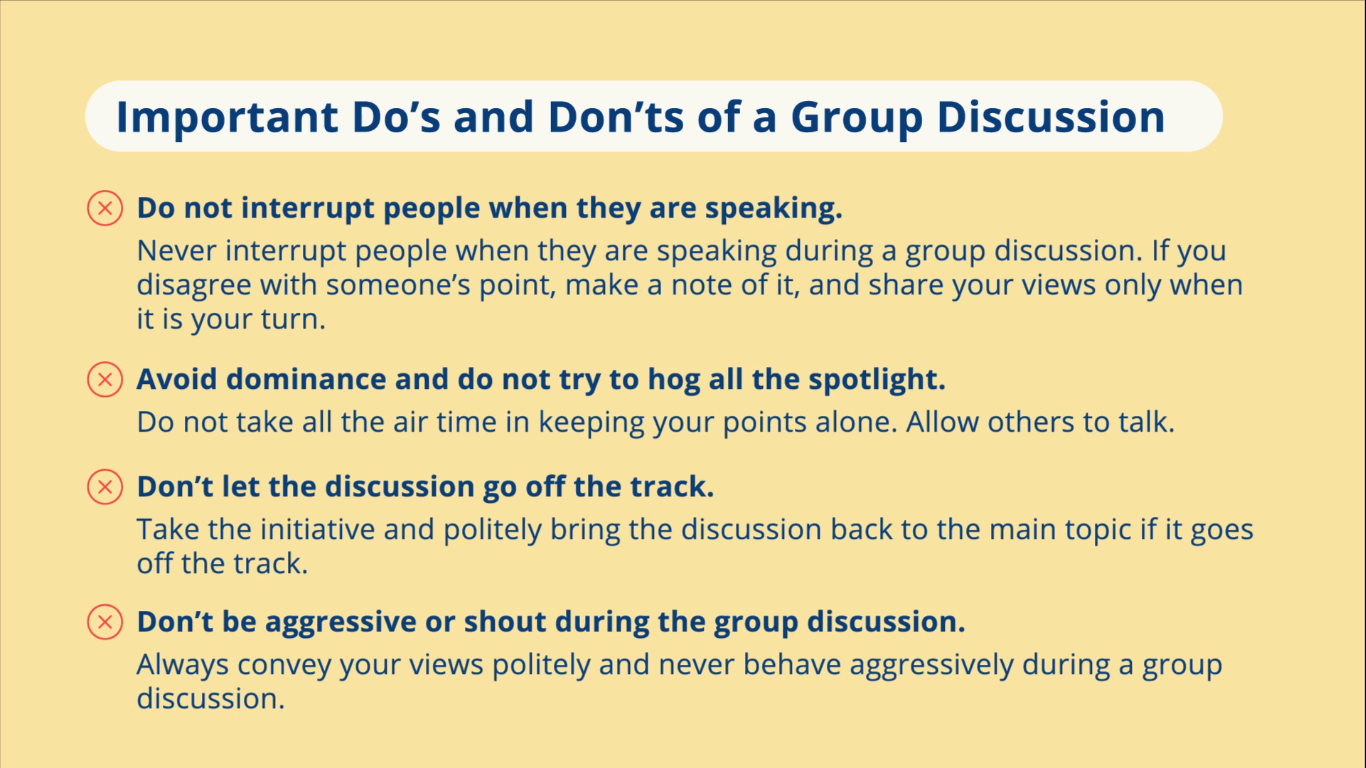 Important Do’s and Don’ts of a Group Discussion
Do not interrupt people when they are speaking.
Never interrupt people when they are speaking during a group discussion. If you
disagree with someone’s point, make a note of it, and share your views only when
it is your turn.
Avoid dominance and do not try to hog all the spotlight.
Do not take all the air time in keeping your points alone. Allow others to talk.
Don’t let the discussion go off the track.
Take the initiative and politely bring the discussion back to the main topic if it goes
off the track.
Don’t be aggressive or shout during the group discussion.
Always convey your views politely and never behave aggressively during a group
discussion.